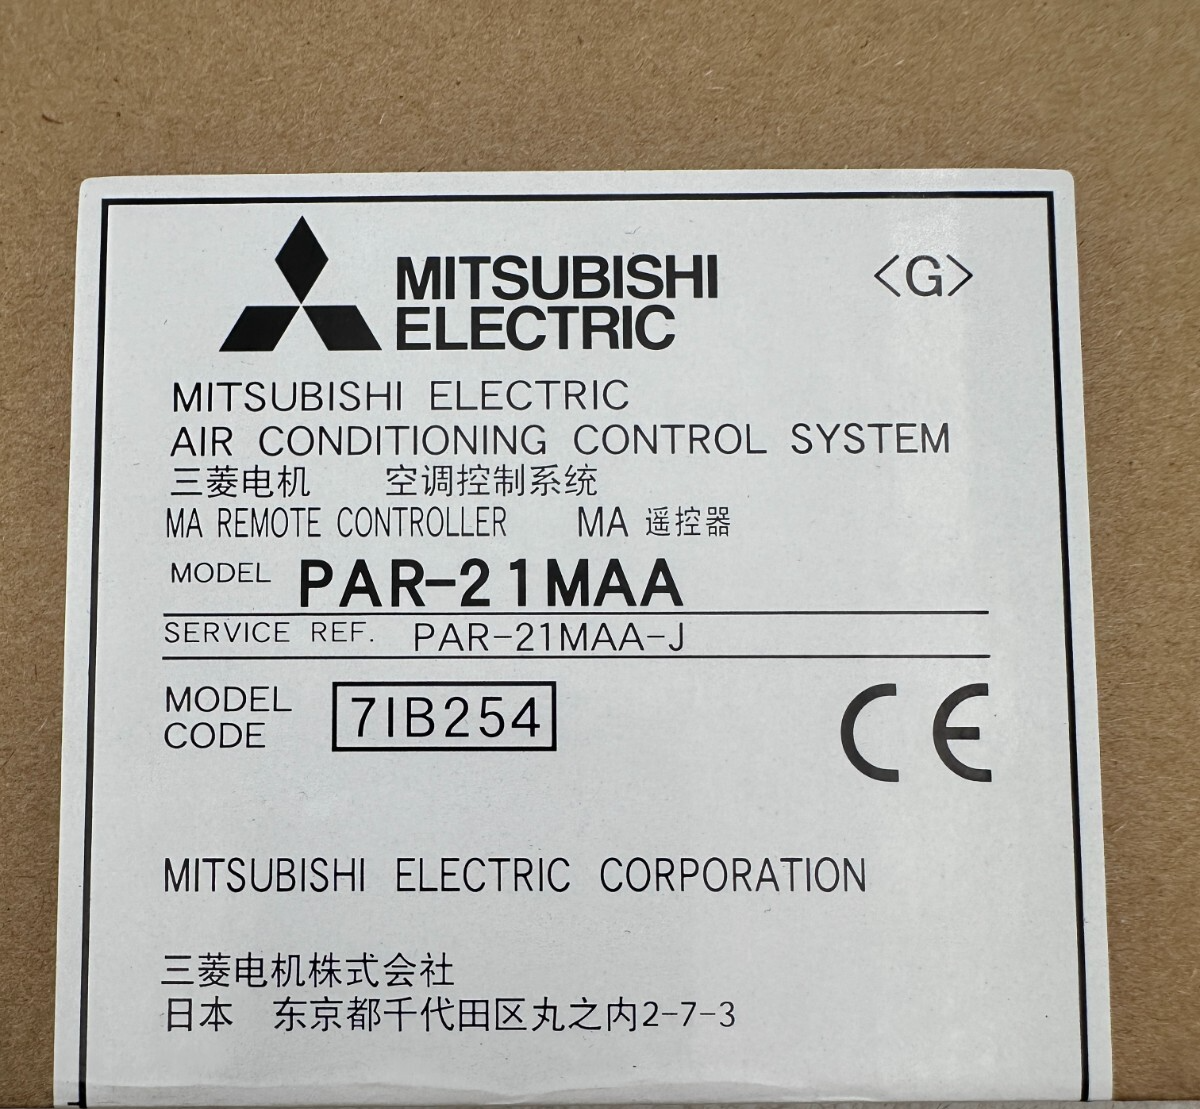 MITSUBISHI
ELECTRIC
<G>
MITSUBISHI ELECTRIC
AIR CONDITIONING CONTROL SYSTEM
三菱电机 空调控制系统
MA REMOTE CONTROLLER MA 遥控器
MODEL PAR-21MAA
SERVICE REF. PAR-21MAA-J
MODEL
CODE
7IB254
CE
MITSUBISHI ELECTRIC CORPORATION
三菱电机株式会社
日本 东京都千代田区丸之内2-7-3